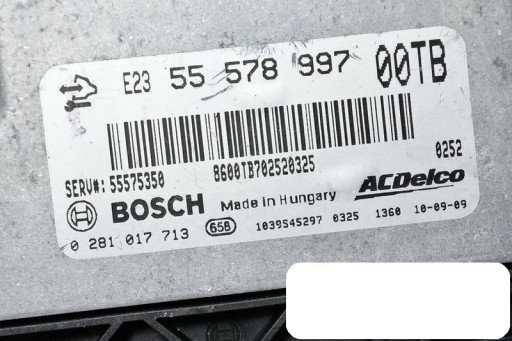 E23 55 578 997 00TB
8600TB702520325 0252
SERV#: 55575350
BOSCH Made in Hungary ACDelco
0 281 017 713 65B 1039S45297 0325 1360 10-09-09